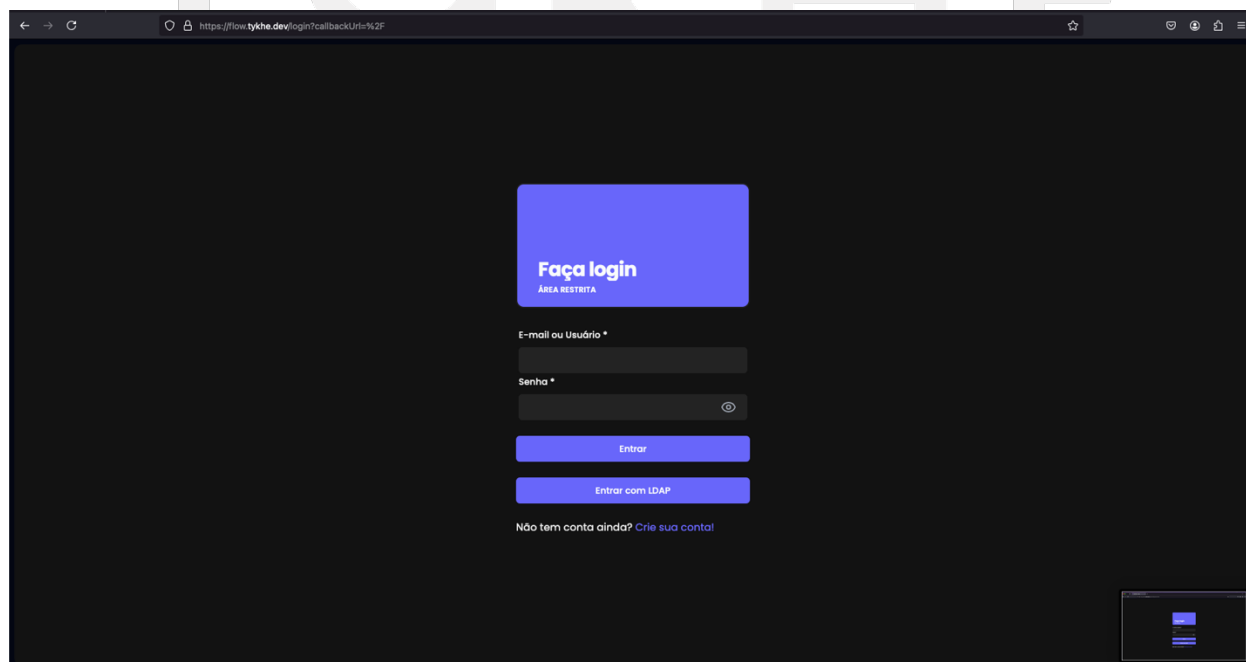 https://flow.tykhe.dev/login?callbackUrl=%2F
Faça login
ÁREA RESTRITA
E-mail ou Usuário *
Senha *
Entrar
Entrar com LDAP
Não tem conta ainda? Crie sua conta!